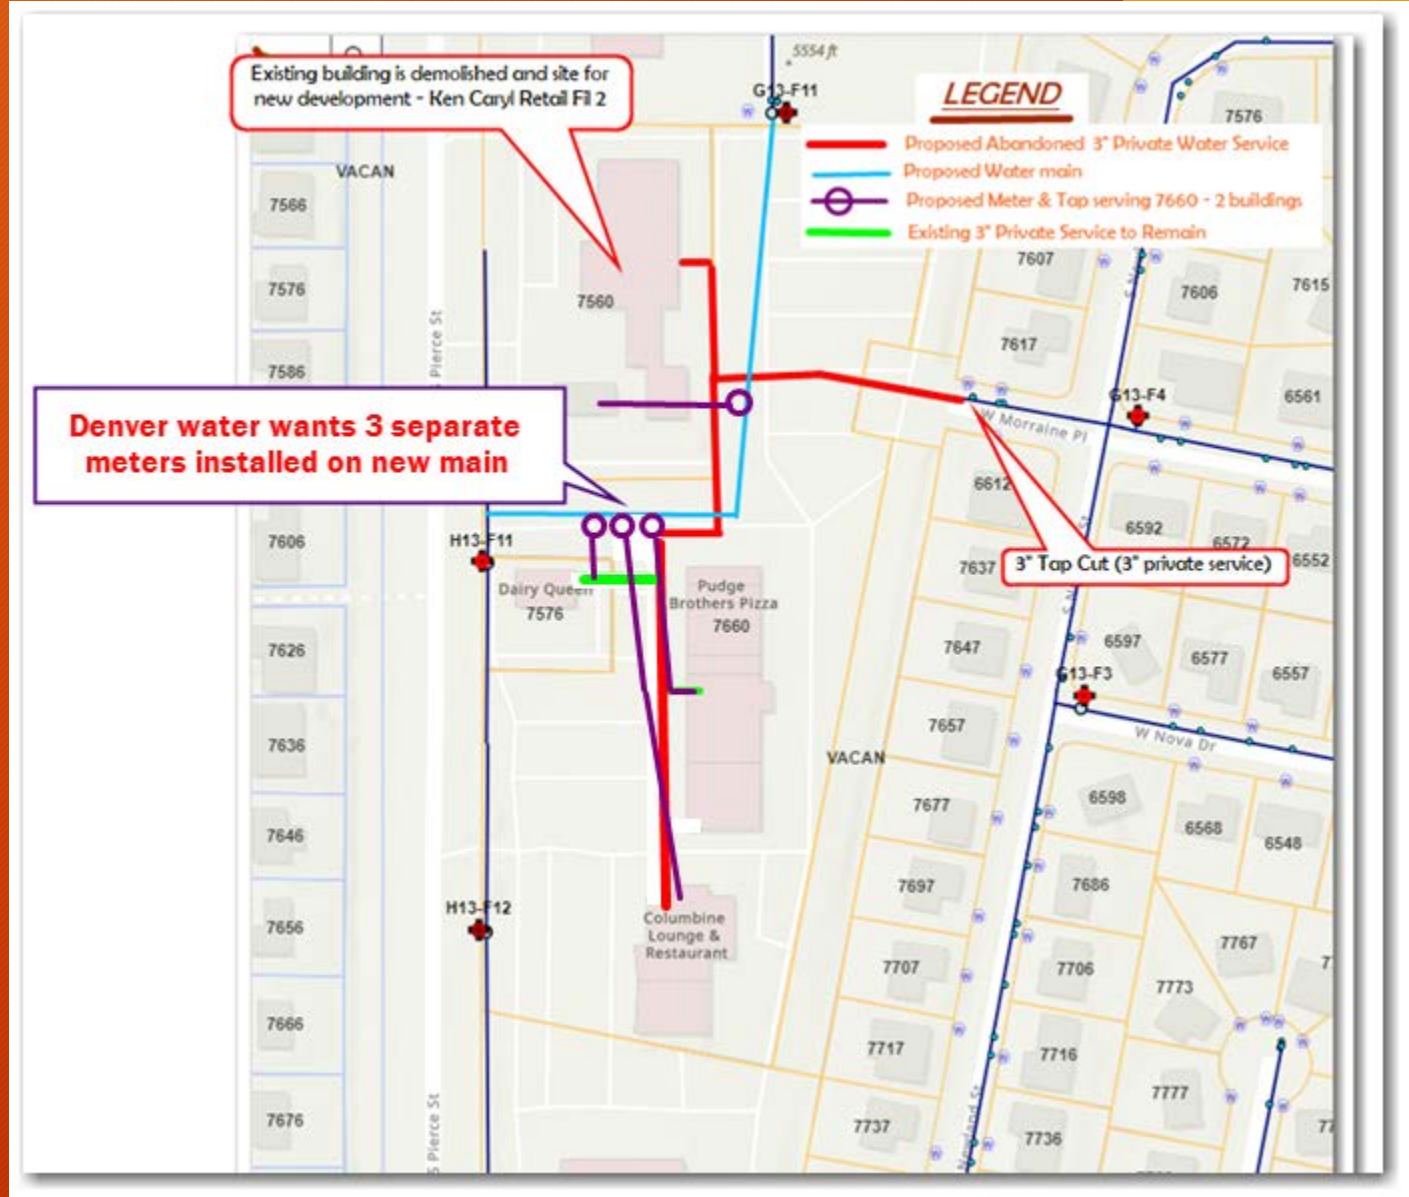 5554 ft
Existing building is demolished and site for
new development - Ken Caryl Retail Fil 2
G13-F11
LEGEND
Proposed Abandoned 3" Private Water Service
Proposed Water main
Proposed Meter & Tap serving 7660 - 2 buildings
Existing 3" Private Service to Remain
7576
VACAN
7566
7607
7606
7615
7576
7560
7617
S Pierce St
7586
G13-F4
6561
W Morraine Pl
Denver water wants 3 separate
meters installed on new main
6612
6592
6572
6552
7606
H13-F11
7637
3" Tap Cut (3" private service)
Dairy Queen
7576
Pudge
Brothers Pizza
7660
7626
7647
6597
6577
6557
G13-F3
7657
W Nova Dr
7636
VACAN
7677
6598
6568
6548
7646
7697
7686
H13-F12
7656
Columbine
Lounge &
Restaurant
7767
7707
7706
7773
7666
7717
7716
7777
S Pierce St
7676
7737
7736
Newland St